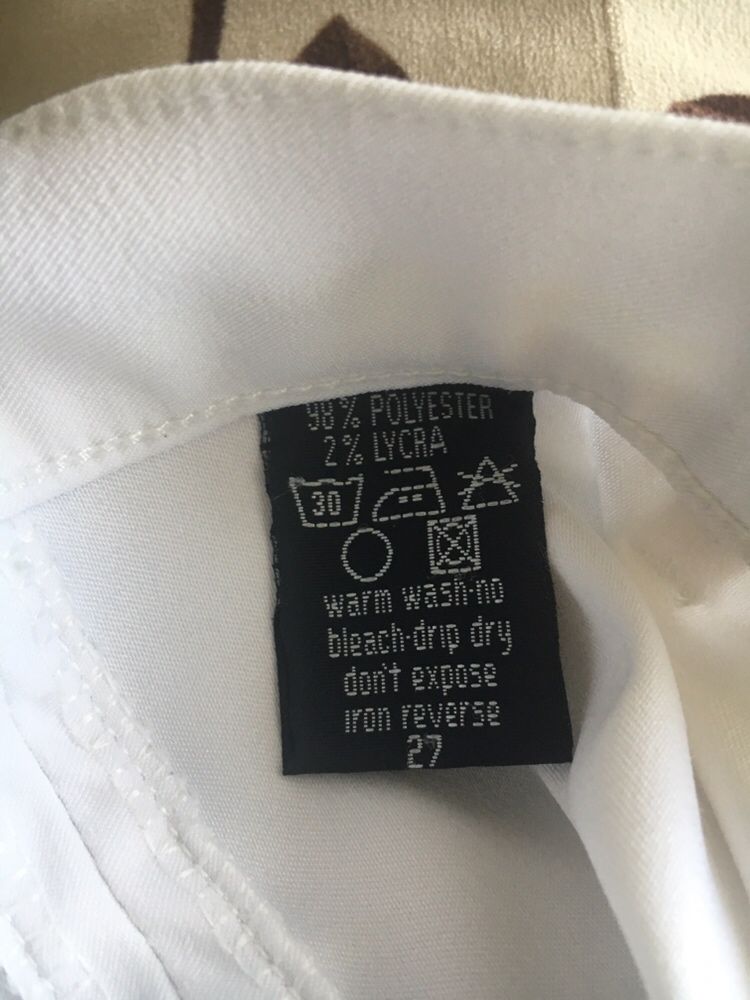 98% POLYESTER
2% LYCRA
30
warm wash-no
bleach-drip dry
don't expose
iron reverse
27